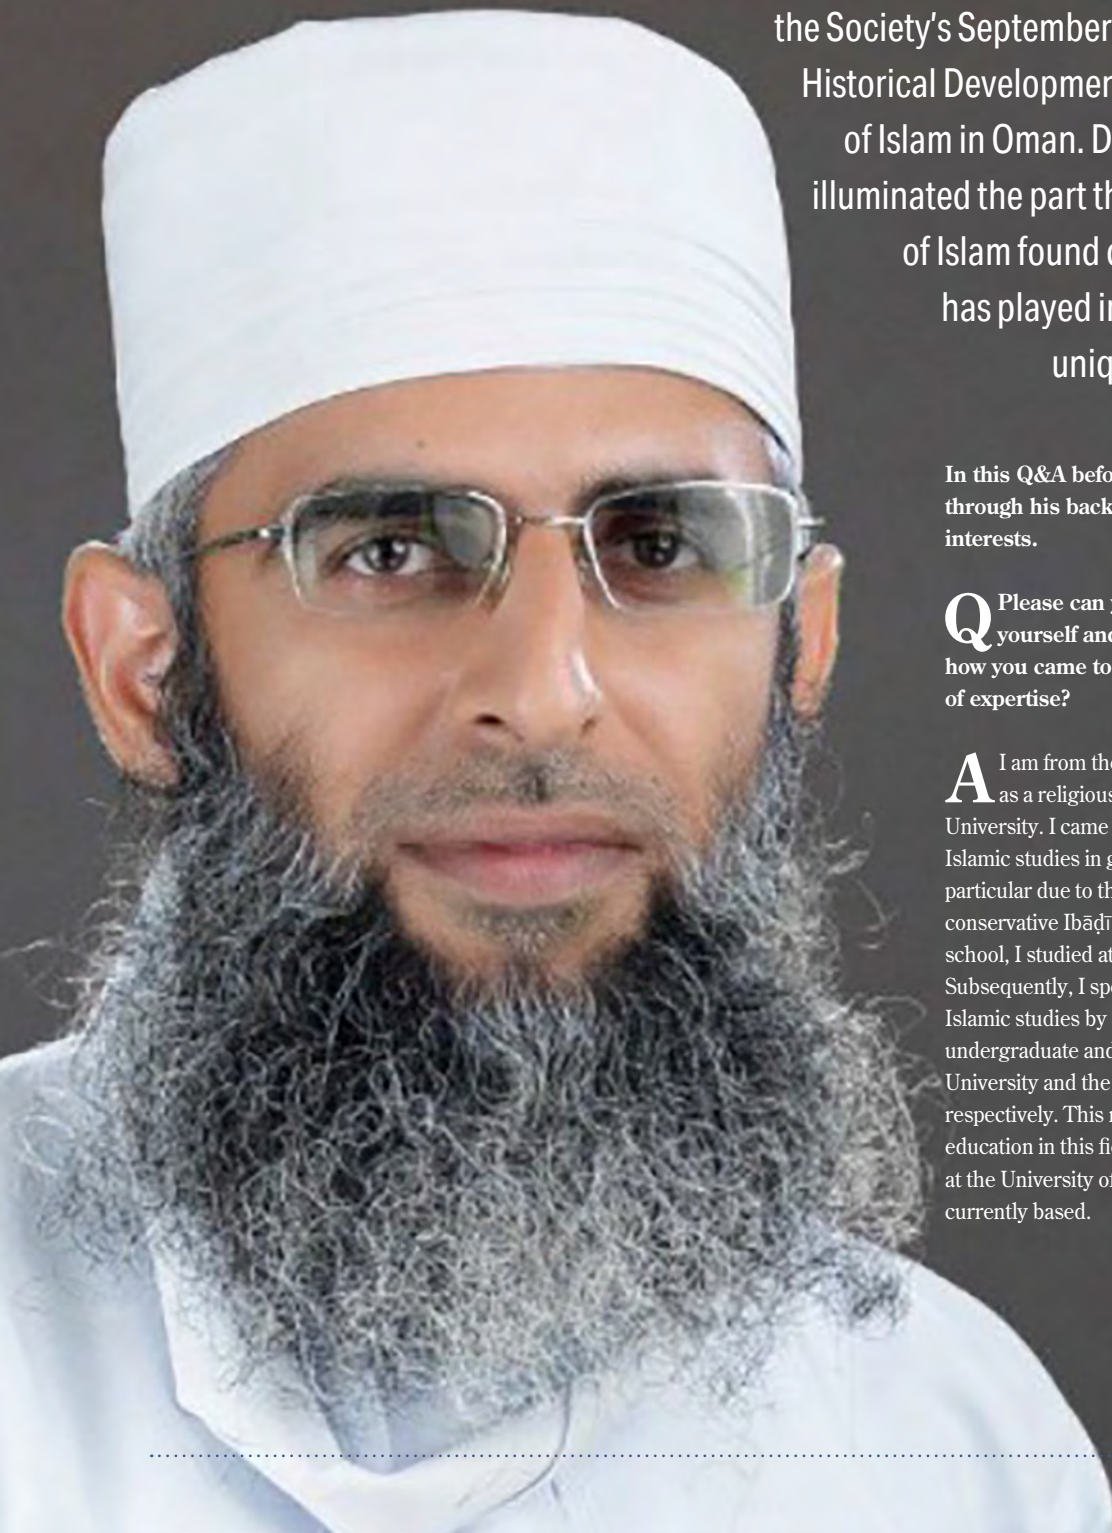 the Society's September
Historical Developmen
of Islam in Oman. D
illuminated the part th
of Islam found
has played i
uniq
In this Q&A befo
through his back
interests.
Q Please can
yourself and
how you came to
of expertise?
A I am from the
as a religious
University. I came
Islamic studies in g
particular due to th
conservative Ibāḍī
school, I studied at
Subsequently, I spe
Islamic studies by
undergraduate and
University and the
respectively. This
education in this fi
at the University of
currently based.